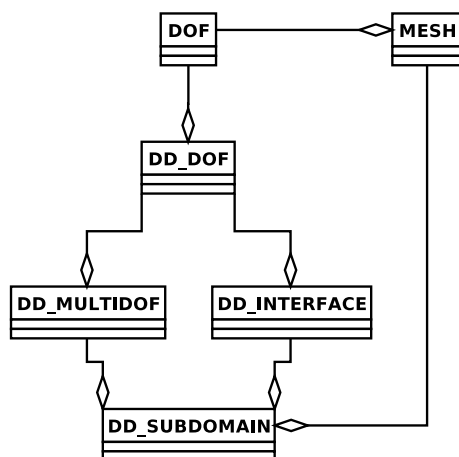 DOF
MESH
DD_DOF
DD_MULTIDOF
DD_INTERFACE
DD_SUBDOMAIN